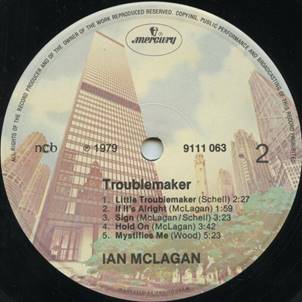 ALL RIGHTS OF THE RECORD PRODUCER AND OF THE OWNER OF THE WORK REPRODUCED RESERVED. COPYING, PUBLIC PERFORMANCE AND BROADCASTING OF THIS RECORD PROHIBITED
mercury
ncb ℗ 1979 9111 063 2
Troublemaker
1. Little Troublemaker (Schell) 2:27
2. If It's Alright (McLagan) 1:59
3. Sign (McLagan/Schell) 3:23
4. Hold On (McLagan) 3:42
5. Mystifies Me (Wood) 5:23
IAN MCLAGAN